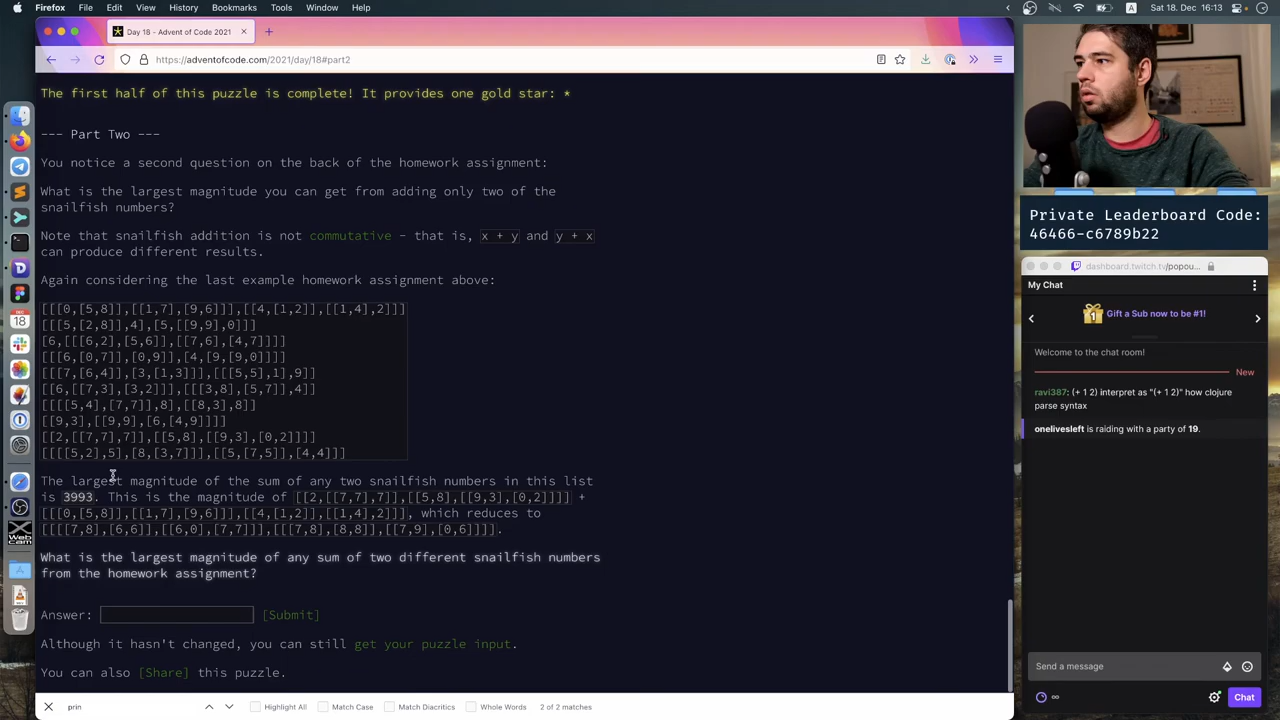 Firefox File Edit View History Bookmarks Tools Window Help
A Sat 18. Dec 16:13
Day 18 - Advent of Code 2021
https://adventofcode.com/2021/day/18#part2
The first half of this puzzle is complete! It provides one gold star: *
--- Part Two ---
You notice a second question on the back of the homework assignment:
What is the largest magnitude you can get from adding only two of the
snailfish numbers?
Note that snailfish addition is not commutative - that is, x + y and y + x
can produce different results.
Again considering the last example homework assignment above:
[[[0,[5,8]],[[1,7],[9,6]]],[[4,[1,2]],[[1,4],2]]]
[[[5,[2,8]],4],[5,[[9,9],0]]]
[6,[[[6,2],[5,6]],[[7,6],[4,7]]]]
[[[6,[0,7]],[0,9]],[4,[9,[9,0]]]]
[[[7,[6,4]],[3,[1,3]]],[[[5,5],1],9]]
[[6,[[7,3],[3,2]]],[[[3,8],[5,7]],4]]
[[[[5,4],[7,7]],8],[[8,3],8]]
[[9,3],[[9,9],[6,[4,9]]]]
[[2,[[7,7],7]],[[5,8],[[9,3],[0,2]]]]
[[[[5,2],5],[8,[3,7]]],[[5,[7,5]],[4,4]]]
The largest magnitude of the sum of any two snailfish numbers in this list
is 3993. This is the magnitude of [[2,[[7,7],7]],[[5,8],[[9,3],[0,2]]]] +
[[[0,[5,8]],[[1,7],[9,6]]],[[4,[1,2]],[[1,4],2]]], which reduces to
[[[[7,8],[6,6]],[[6,0],[7,7]]],[[[7,8],[8,8]],[[7,9],[0,6]]]].
What is the largest magnitude of any sum of two different snailfish numbers
from the homework assignment?
Answer: [Submit]
Although it hasn't changed, you can still get your puzzle input.
You can also [Share] this puzzle.
prin Highlight All Match Case Match Diacritics Whole Words 2 of 2 matches
DEC
18
Web
Cam
Private Leaderboard Code:
46466-c6789b22
dashboard.twitch.tv/popou...
My Chat
1 Gift a Sub now to be #1!
Welcome to the chat room!
New
ravi387: (+ 1 2) interpret as "(+ 1 2)" how clojure
parse syntax
onelivesleft is raiding with a party of 19.
Send a message
∞ Chat